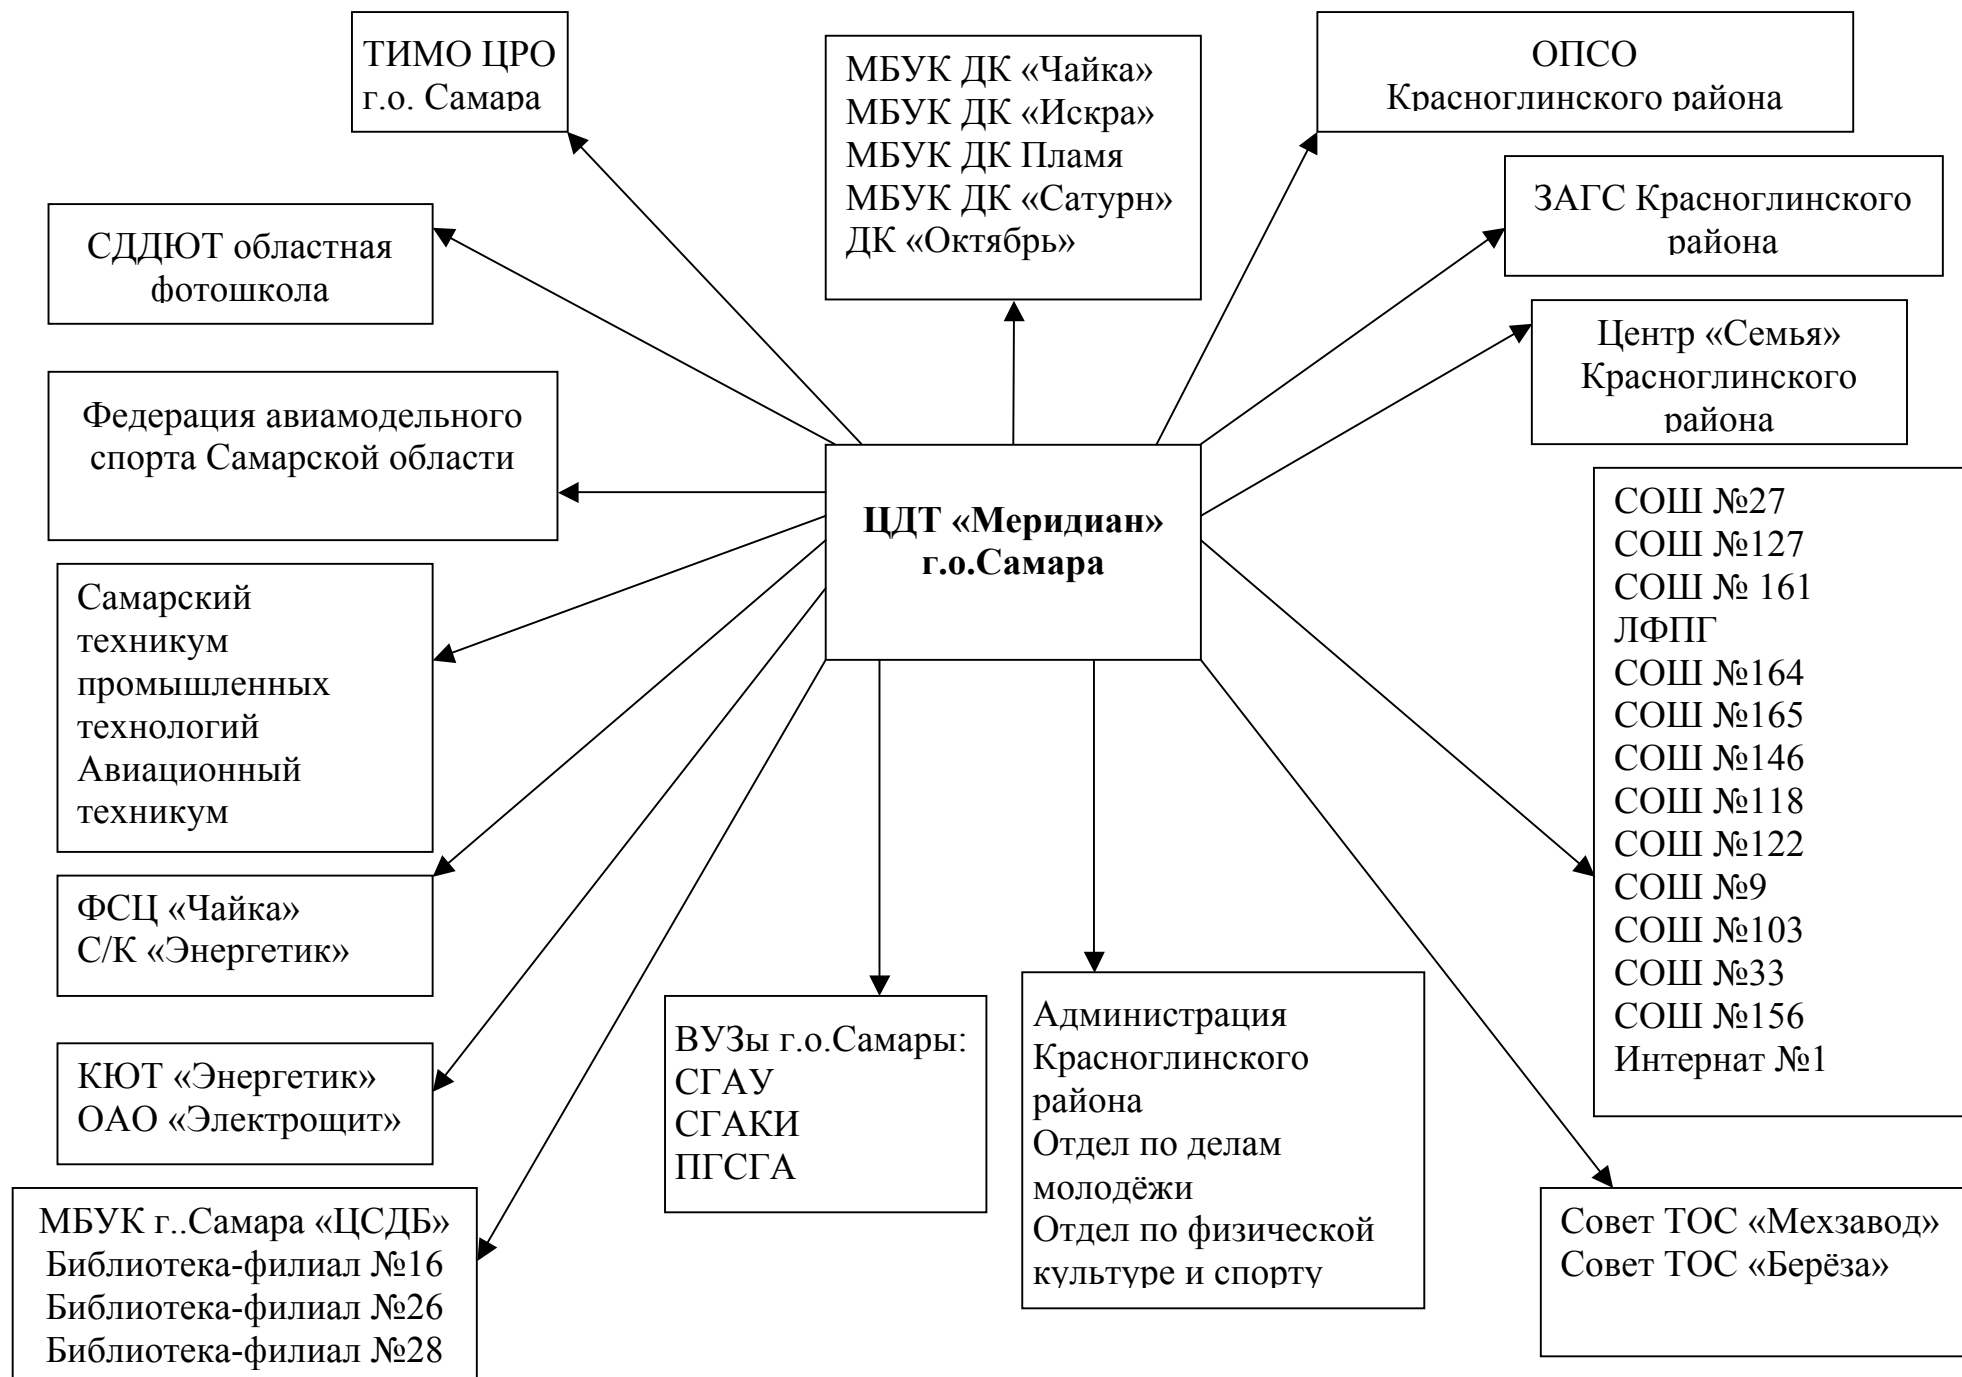 ТИМО ЦРО
г.о. Самара
МБУК ДК «Чайка»
МБУК ДК «Искра»
МБУК ДК Пламя
МБУК ДК «Сатурн»
ДК «Октябрь»
ОПСО
Красноглинского района
ЗАГС Красноглинского
района
СДДЮТ областная
фотошкола
Центр «Семья»
Красноглинского
района
Федерация авиамодельного
спорта Самарской области
ЦДТ «Меридиан»
г.о.Самара
СОШ №27
СОШ №127
СОШ № 161
ЛФПГ
СОШ №164
СОШ №165
СОШ №146
СОШ №118
СОШ №122
СОШ №9
СОШ №103
СОШ №33
СОШ №156
Интернат №1
Самарский
техникум
промышленных
технологий
Авиационный
техникум
ФСЦ «Чайка»
С/К «Энергетик»
КЮТ «Энергетик»
ОАО «Электрощит»
ВУЗы г.о.Самары:
СГАУ
СГАКИ
ПГСГА
Администрация
Красноглинского
района
Отдел по делам
молодёжи
Отдел по физической
культуре и спорту
МБУК г..Самара «ЦСДБ»
Библиотека-филиал №16
Библиотека-филиал №26
Библиотека-филиал №28
Совет ТОС «Мехзавод»
Совет ТОС «Берёза»